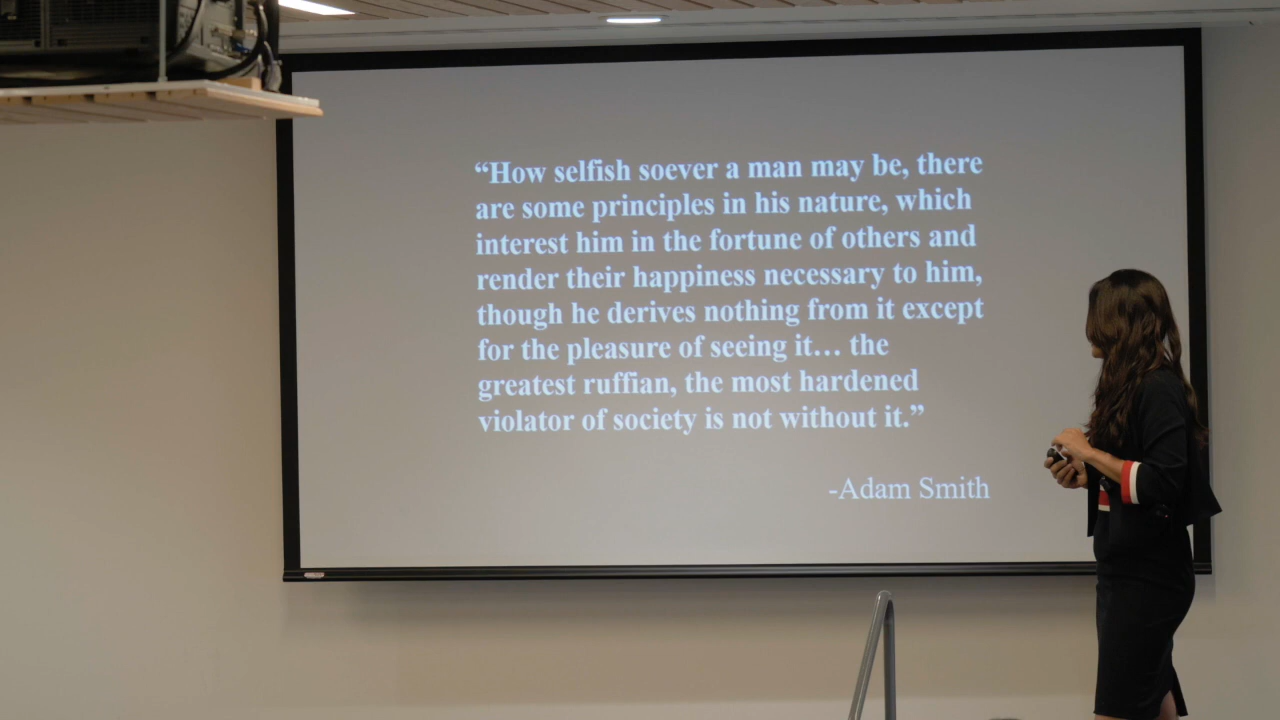 “How selfish soever a man may be, there
are some principles in his nature, which
interest him in the fortune of others and
render their happiness necessary to him,
though he derives nothing from it except
for the pleasure of seeing it… the
greatest ruffian, the most hardened
violator of society is not without it.”
-Adam Smith